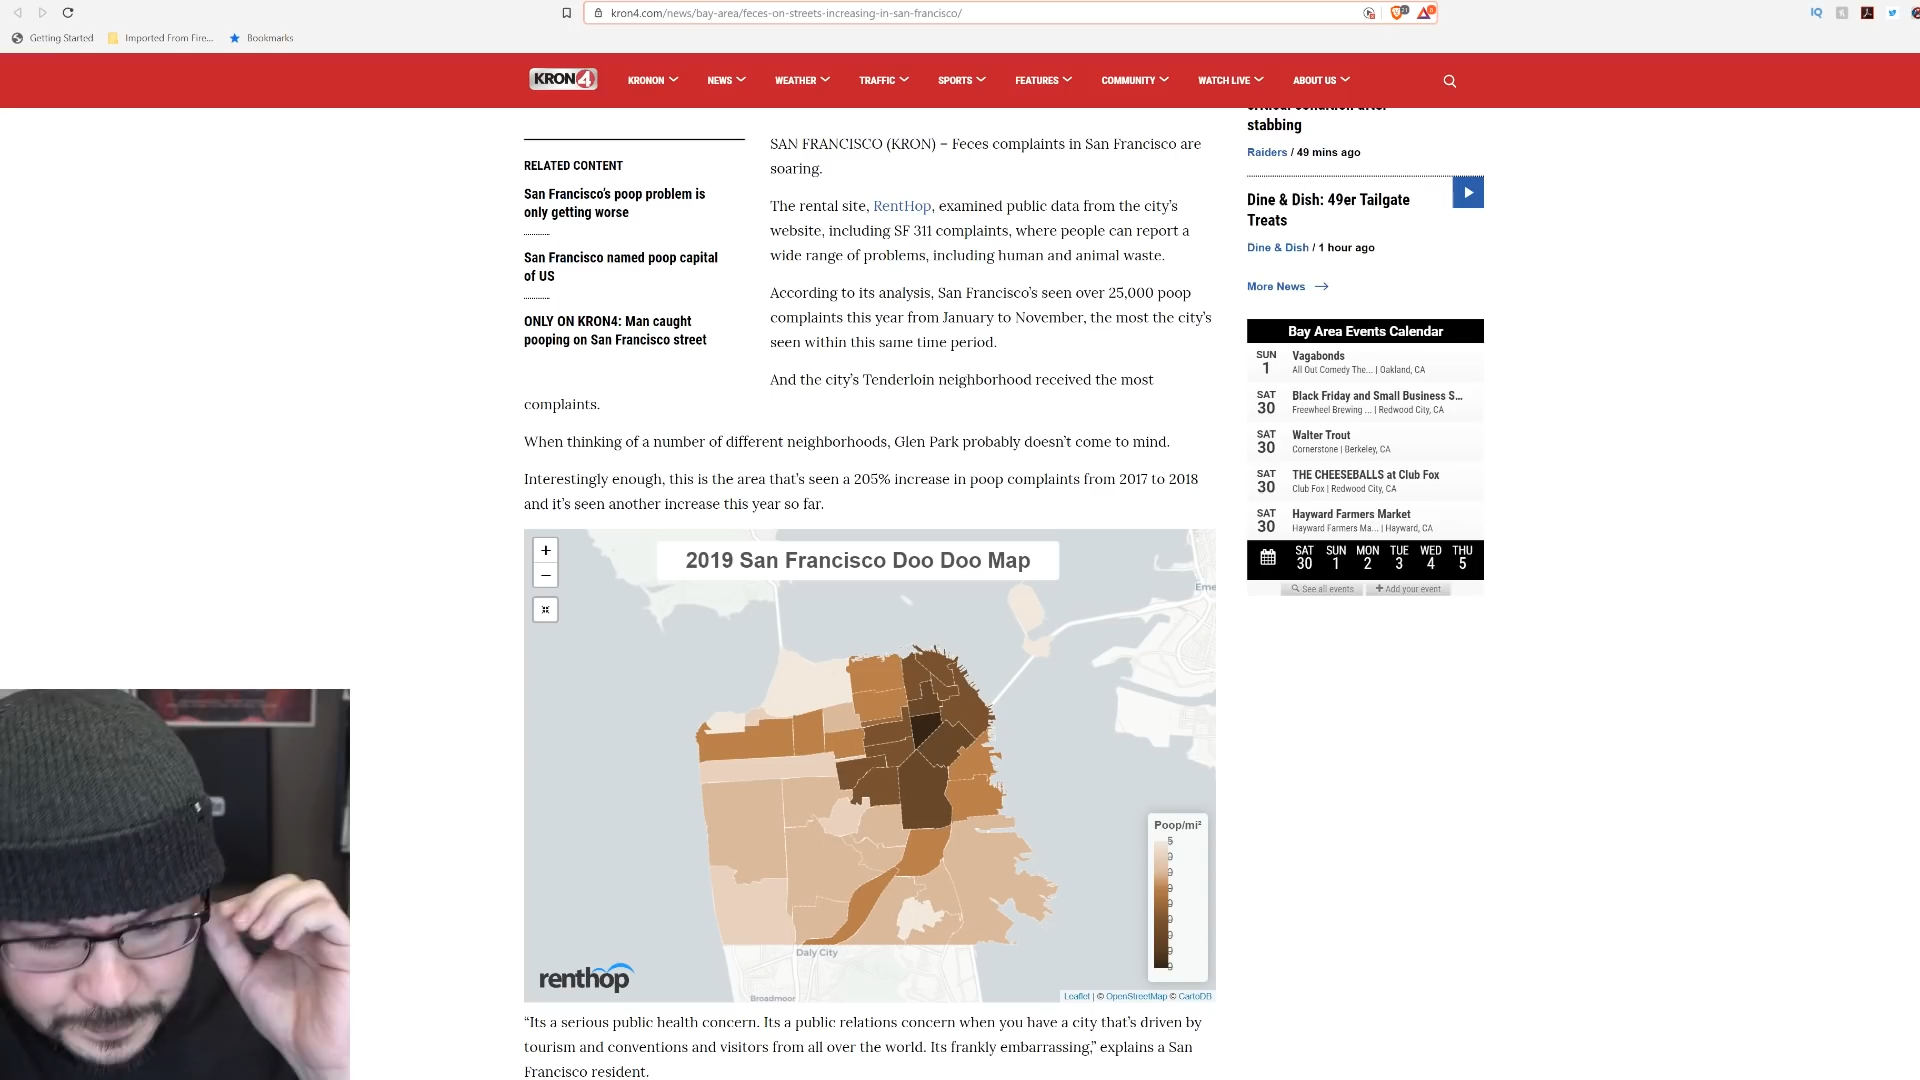 kron4.com/news/bay-area/feces-on-streets-increasing-in-san-francisco/
Getting Started
Imported From Fire...
Bookmarks
KRON4
KRONON
NEWS
WEATHER
TRAFFIC
SPORTS
FEATURES
COMMUNITY
WATCH LIVE
ABOUT US
RELATED CONTENT
San Francisco's poop problem is
only getting worse
San Francisco named poop capital
of US
ONLY ON KRON4: Man caught
pooping on San Francisco street
SAN FRANCISCO (KRON) – Feces complaints in San Francisco are
soaring.
The rental site, RentHop, examined public data from the city's
website, including SF 311 complaints, where people can report a
wide range of problems, including human and animal waste.
According to its analysis, San Francisco's seen over 25,000 poop
complaints this year from January to November, the most the city's
seen within this same time period.
And the city's Tenderloin neighborhood received the most
complaints.
When thinking of a number of different neighborhoods, Glen Park probably doesn't come to mind.
Interestingly enough, this is the area that's seen a 205% increase in poop complaints from 2017 to 2018
and it's seen another increase this year so far.
+
−
2019 San Francisco Doo Doo Map
Eme
Daly City
Broadmoor
renthop
Poop/mi²
Leaflet | © OpenStreetMap © CartoDB
“Its a serious public health concern. Its a public relations concern when you have a city that's driven by
tourism and conventions and visitors from all over the world. Its frankly embarrassing,” explains a San
Francisco resident.
critical condition after
stabbing
Raiders / 49 mins ago
Dine & Dish: 49er Tailgate
Treats
Dine & Dish / 1 hour ago
More News
Bay Area Events Calendar
SUN 1 Vagabonds
All Out Comedy The... | Oakland, CA
SAT 30 Black Friday and Small Business S...
Freewheel Brewing ... | Redwood City, CA
SAT 30 Walter Trout
Cornerstone | Berkeley, CA
SAT 30 THE CHEESEBALLS at Club Fox
Club Fox | Redwood City, CA
SAT 30 Hayward Farmers Market
Hayward Farmers Ma... | Hayward, CA
SAT SUN MON TUE WED THU
30 1 2 3 4 5
See all events
Add your event